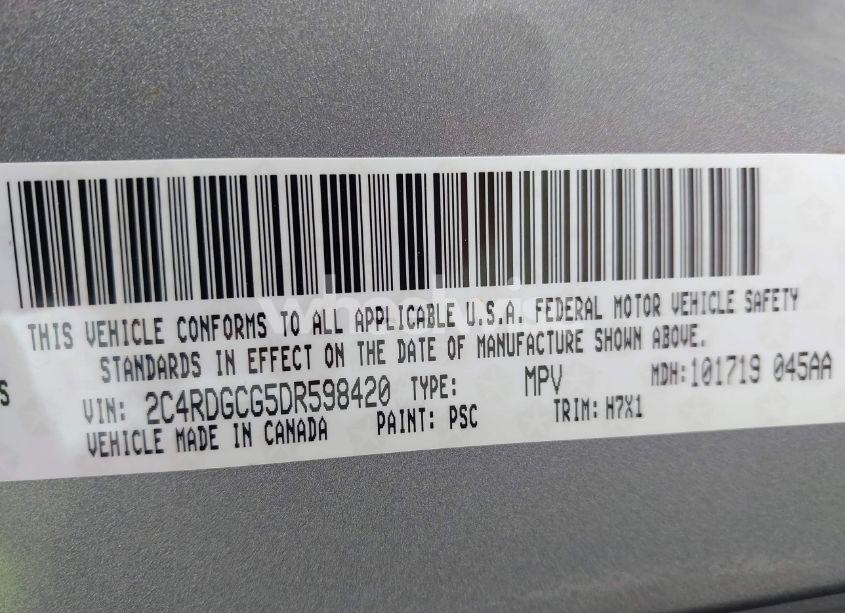 THIS VEHICLE CONFORMS TO ALL APPLICABLE U.S.A. FEDERAL MOTOR VEHICLE SAFETY
STANDARDS IN EFFECT ON THE DATE OF MANUFACTURE SHOWN ABOVE.
S VIN: 2C4RDGCG5DR598420 TYPE: MPV MDH: 101719 045AA
VEHICLE MADE IN CANADA PAINT: PSC TRIM: H7X1